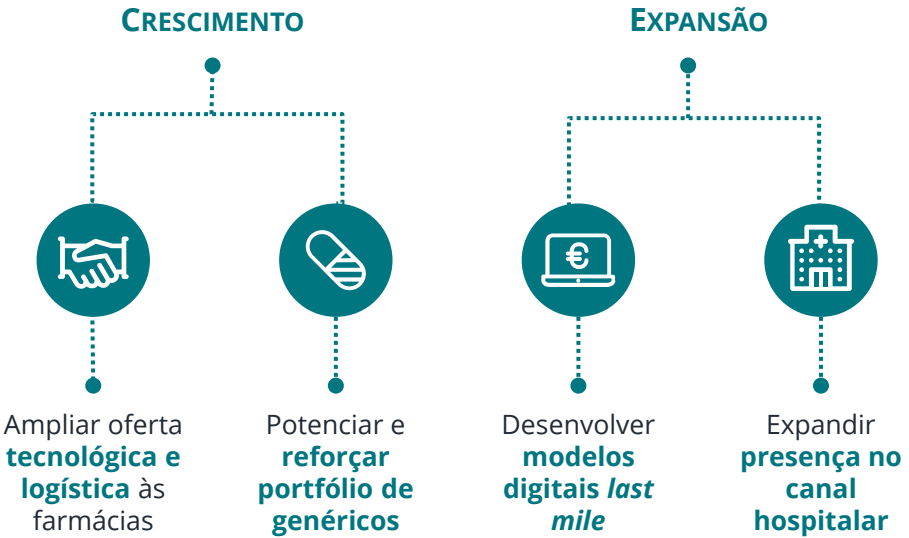 CRESCIMENTO
Ampliar oferta
tecnológica e
logística às
farmácias
Potenciar e
reforçar
portfólio de
genéricos
EXPANSÃO
€
Desenvolver
modelos
digitais last
mile
Expandir
presença no
canal
hospitalar